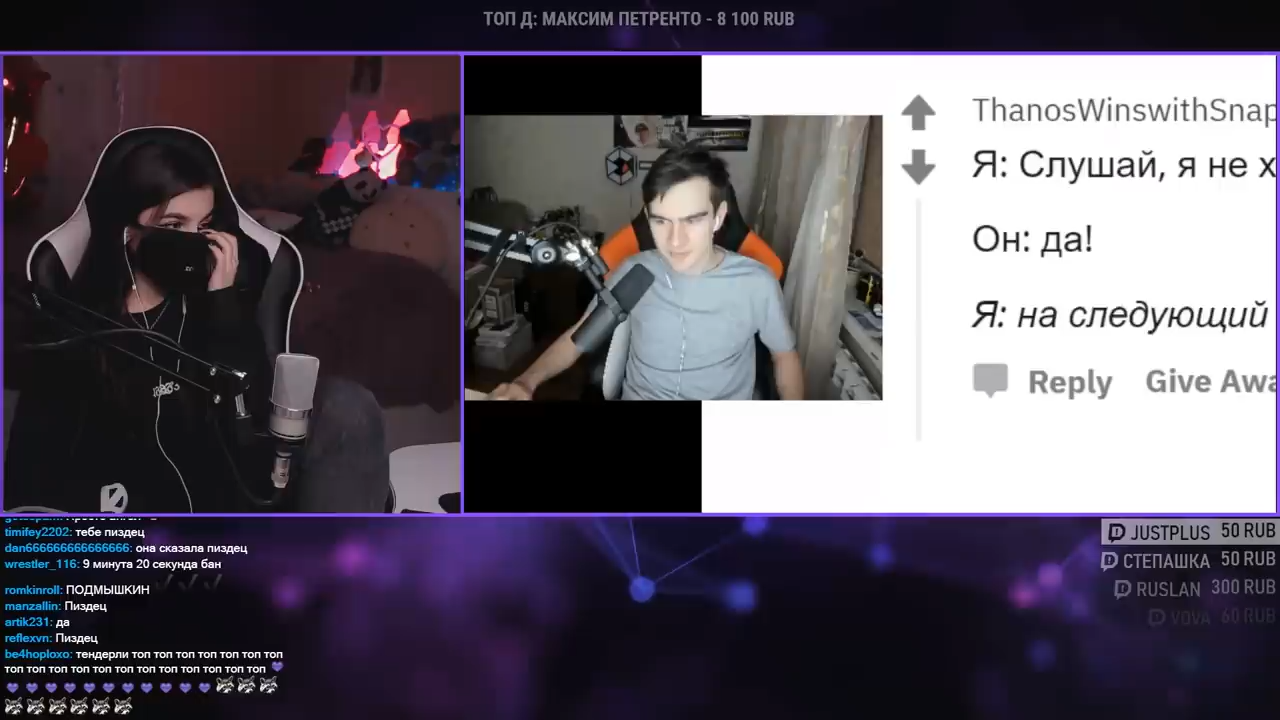 ТОП Д: МАКСИМ ПЕТРЕНТО - 8 100 RUB
ThanosWinswithSnap
Я: Слушай, я не х
Он: да!
Я: на следующий
Reply Give Awa
timifey2202: тебе пиздец
dan666666666666666: она сказала пиздец
wrestler_116: 9 минута 20 секунда бан
romkinroll: ПОДМЫШКИН
manzallin: Пиздец
artik231: да
reflexvn: Пиздец
be4hoploxo: тендерли топ топ топ топ топ топ
топ топ топ топ топ топ топ топ топ топ топ топ
JUSTPLUS 50 RUB
СТЕПАШКА 50 RUB
RUSLAN 300 RUB
VOVA 60 RUB